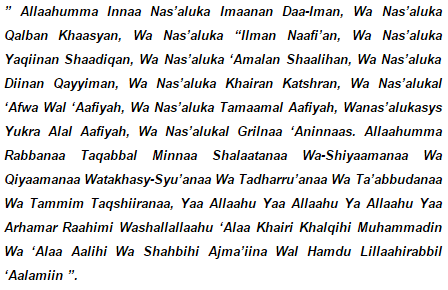 " Allaahumma Innaa Nas'aluka Imaanan Daa-Iman, Wa Nas'aluka
Qalban Khaasyan, Wa Nas'aluka "Ilman Naafi'an, Wa Nas'aluka
Yaqiinan Shaadiqan, Wa Nas'aluka 'Amalan Shaalihan, Wa Nas'aluka
Diinan Qayyiman, Wa Nas'aluka Khairan Katshran, Wa Nas'alukal
'Afwa Wal 'Aafiyah, Wa Nas'aluka Tamaamal Aafiyah, Wanas'alukasys
Yukra Alal Aafiyah, Wa Nas'alukal Grilnaa 'Aninnaas. Allaahumma
Rabbanaa Taqabbal Minnaa Shalaatanaa Wa-Shiyaamanaa Wa
Qiyaamanaa Watakhasy-Syu'anaa Wa Tadharru'anaa Wa Ta'abbudanaa
Wa Tammim Taqshiiranaa, Yaa Allaahu Yaa Allaahu Ya Allaahu Yaa
Arhamar Raahimi Washallallaahu 'Alaa Khairi Khalqihi Muhammadin
Wa 'Alaa Aalihi Wa Shahbihi Ajma'iina Wal Hamdu Lillaahirabbil
'Aalamiin ".